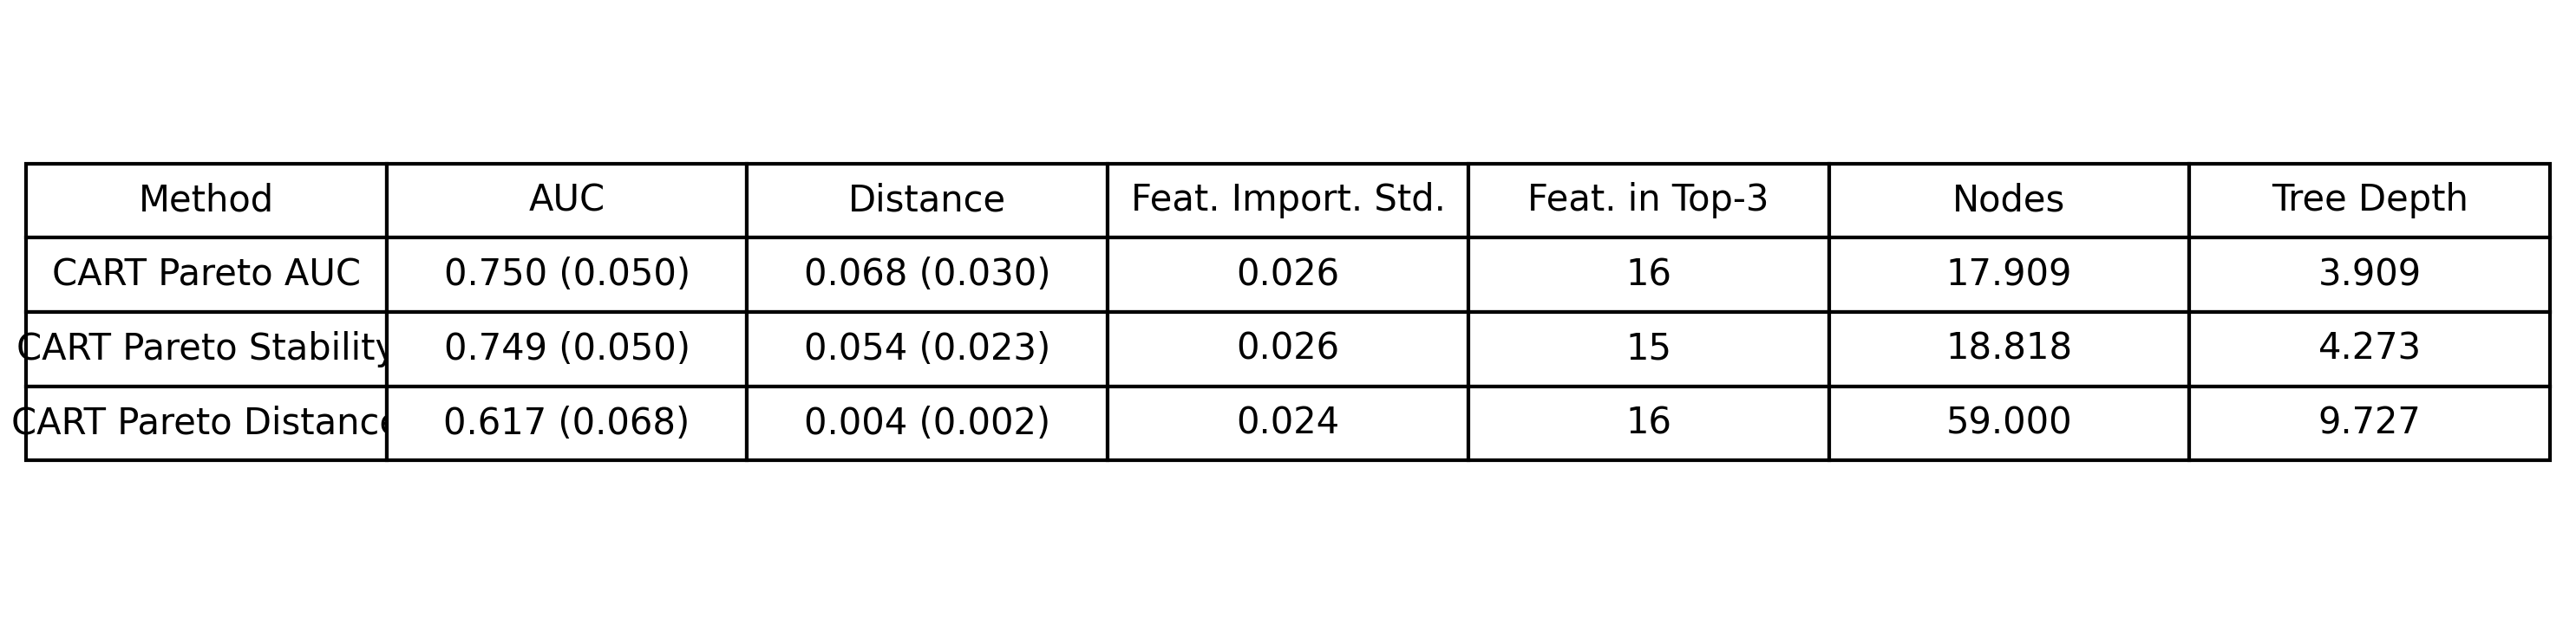 Method AUC Distance Feat. Import. Std. Feat. in Top-3 Nodes Tree Depth
CART Pareto AUC 0.750 (0.050) 0.068 (0.030) 0.026 16 17.909 3.909
CART Pareto Stability 0.749 (0.050) 0.054 (0.023) 0.026 15 18.818 4.273
CART Pareto Distance 0.617 (0.068) 0.004 (0.002) 0.024 16 59.000 9.727